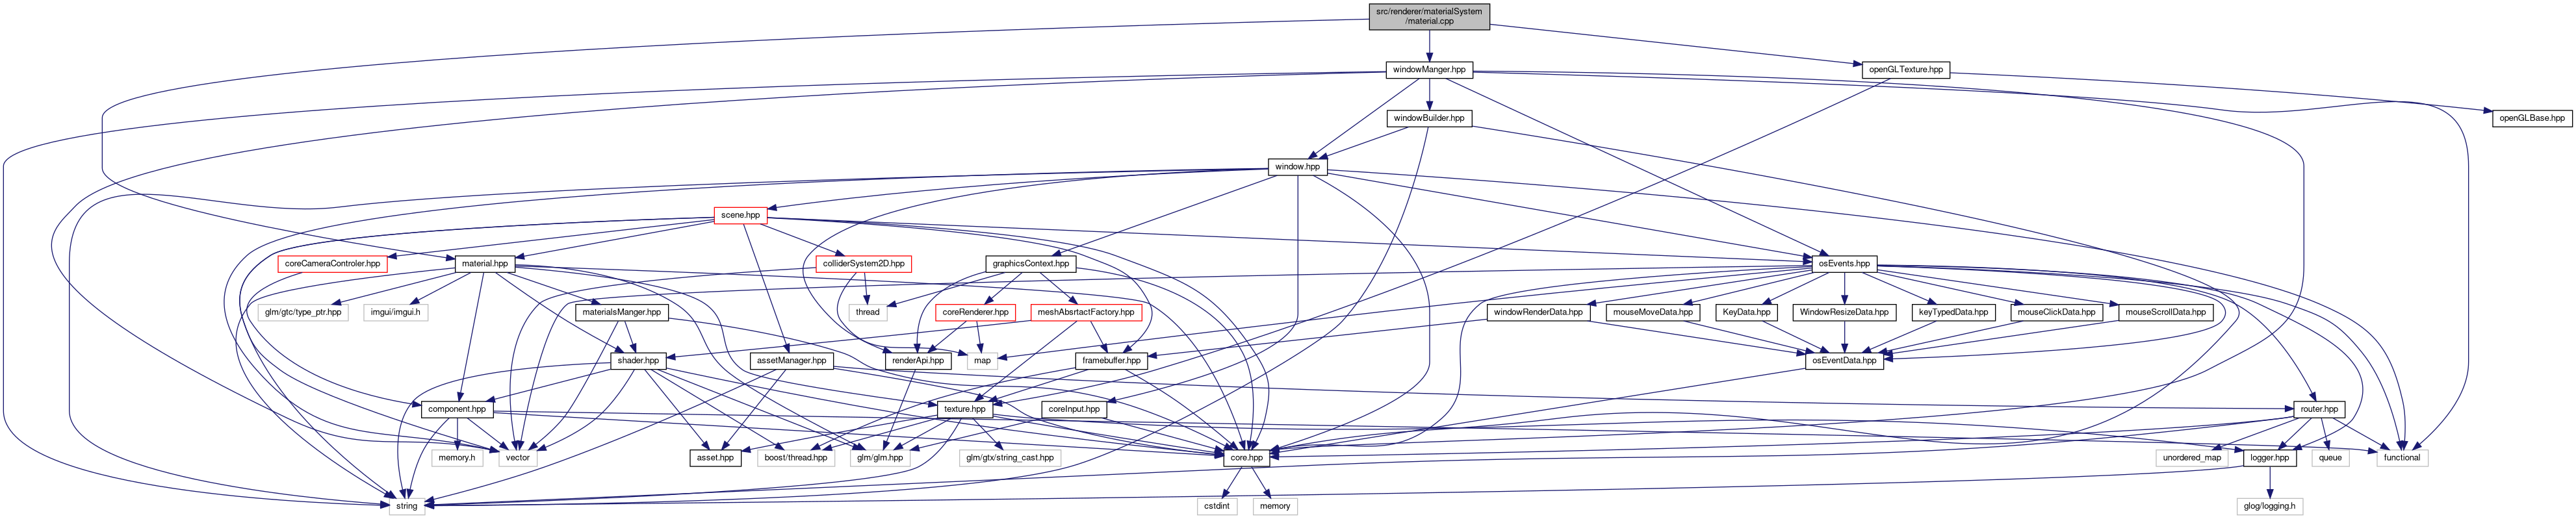 src/renderer/materialSystem
/material.cpp
windowManger.hpp
openGLTexture.hpp
windowBuilder.hpp
openGLBase.hpp
window.hpp
scene.hpp
coreCameraControler.hpp
material.hpp
colliderSystem2D.hpp
graphicsContext.hpp
osEvents.hpp
glm/gtc/type_ptr.hpp
imgui/imgui.h
materialsManger.hpp
thread
coreRenderer.hpp
meshAbsrtactFactory.hpp
windowRenderData.hpp
mouseMoveData.hpp
KeyData.hpp
WindowResizeData.hpp
keyTypedData.hpp
mouseClickData.hpp
mouseScrollData.hpp
shader.hpp
assetManager.hpp
renderApi.hpp
map
framebuffer.hpp
osEventData.hpp
component.hpp
texture.hpp
coreInput.hpp
router.hpp
memory.h
vector
asset.hpp
boost/thread.hpp
glm/glm.hpp
glm/gtx/string_cast.hpp
core.hpp
unordered_map
logger.hpp
queue
functional
string
cstdint
memory
glog/logging.h